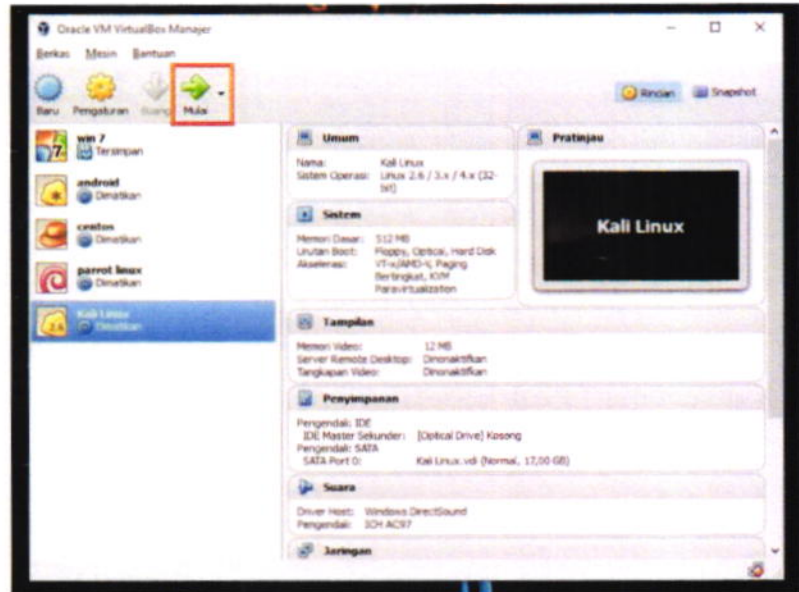 Oracle VM VirtualBox Manajer
Berkas Mesin Bantuan
Baru Pengaturan Buang Mulai
Rincian Snapshot
win 7
Tersimpan
android
Dimatikan
centos
Dimatikan
parrot linux
Dimatikan
Kali Linux
Dimatikan
Umum
Nama: Kali Linux
Sistem Operasi: Linux 2.6 / 3.x / 4.x (32-
bit)
Sistem
Memori Dasar: 512 MB
Urutan Boot: Floppy, Optical, Hard Disk
Akselerasi: VT-x/AMD-V, Paging
Bertingkat, KVM
Paravirtualization
Pratinjau
Kali Linux
Tampilan
Memori Video: 12 MB
Server Remote Desktop: Dinonaktifkan
Tangkapan Video: Dinonaktifkan
Penyimpanan
Pengendali: IDE
IDE Master Sekunder: [Optical Drive] Kosong
Pengendali: SATA
SATA Port 0: Kali Linux.vdi (Normal, 17,00 GB)
Suara
Driver Host: Windows DirectSound
Pengendali: ICH AC97
Jaringan